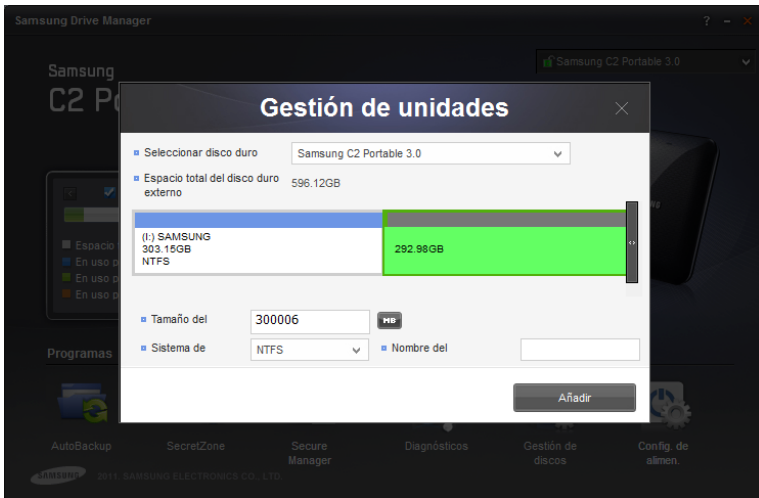 Samsung Drive Manager
? – ×
Samsung
Samsung C2 Portable 3.0
C2 Po
Gestión de unidades
Seleccionar disco duro
Samsung C2 Portable 3.0
Espacio total del disco duro
externo
596.12GB
(I:) SAMSUNG
303.15GB
NTFS
292.98GB
Espacio
En uso p
En uso p
En uso p
Tamaño del
300006
MB
Sistema de
NTFS
Nombre del
Programas
Añadir
AutoBackup
SecretZone
Secure
Manager
Diagnósticos
Gestión de
discos
Config. de
alimen.
SAMSUNG
2011. SAMSUNG ELECTRONICS CO., LTD.